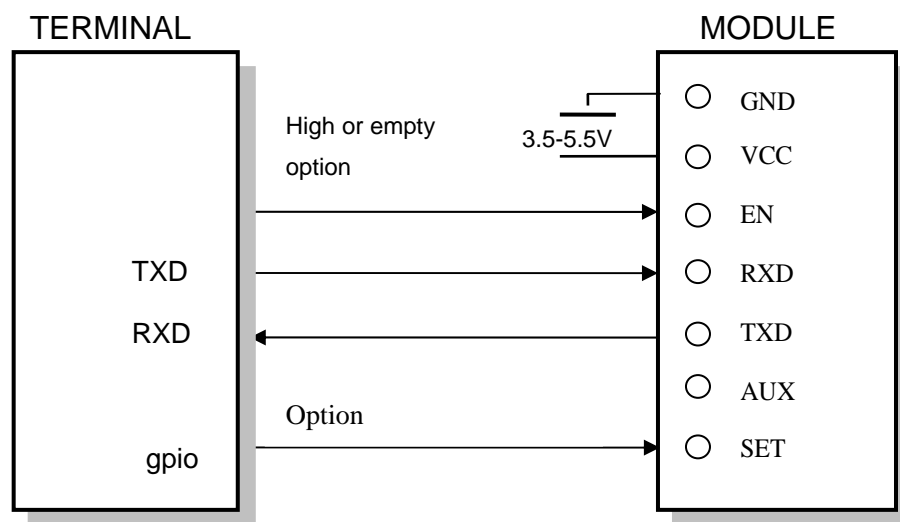 TERMINAL
MODULE
GND
High or empty
option
3.5-5.5V
VCC
EN
TXD
RXD
RXD
TXD
AUX
Option
gpio
SET